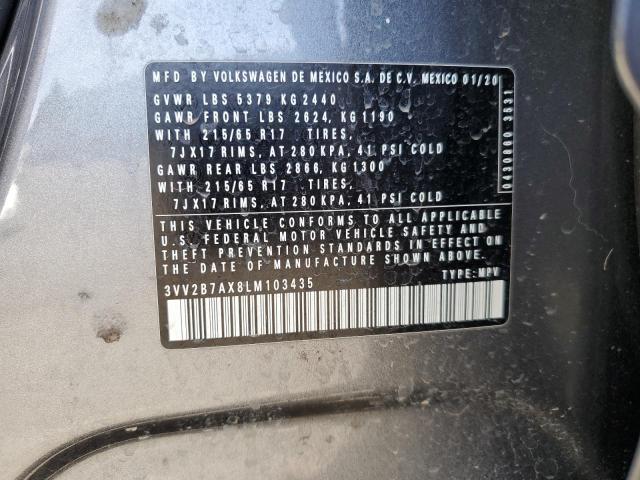 MFD BY VOLKSWAGEN DE MEXICO S.A. DE C.V. MEXICO 01/20
GVWR LBS 5379 KG 2440
GAWR FRONT LBS 2624, KG 1190
WITH 215/65 R17 TIRES,
7JX17 RIMS, AT 280 KPA, 41 PSI COLD
GAWR REAR LBS 2866, KG 1300
WITH 215/65 R17 TIRES,
7JX17 RIMS, AT 280 KPA, 41 PSI COLD
THIS VEHICLE CONFORMS TO ALL APPLICABLE
U.S. FEDERAL MOTOR VEHICLE SAFETY AND
THEFT PREVENTION STANDARDS IN EFFECT ON
THE DATE OF MANUFACTURE SHOWN ABOVE
3VV2B7AX8LM103435 TYPE: MPV
0430860 3531